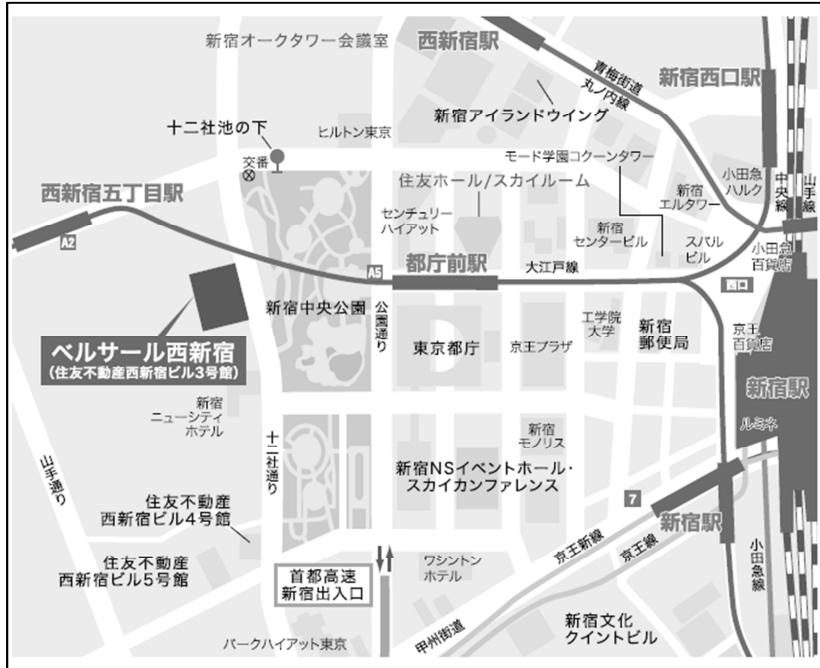 新宿オークタワー会議室
西新宿駅
青梅街道
丸ノ内線
新宿西口駅
新宿アイランドウイング
十二社池の下
ヒルトン東京
交番
モード学園コクーンタワー
小田急
ハルク
中央線
山手線
西新宿五丁目駅
A2
住友ホール/スカイルーム
センチュリー
ハイアット
新宿
エルタワー
新宿
センタービル
スバル
ビル
小田急
百貨店
A5
都庁前駅
大江戸線
西口
ベルサール西新宿
(住友不動産西新宿ビル3号館)
新宿中央公園
公園通り
東京都庁
京王プラザ
工学院
大学
新宿
郵便局
京王
百貨店
新宿駅
ルミネ
新宿
ニューシティ
ホテル
新宿
モノリス
山手通り
十二社通り
新宿NSイベントホール・
スカイカンファレンス
7
新宿駅
住友不動産
西新宿ビル4号館
住友不動産
西新宿ビル5号館
首都高速
新宿出入口
ワシントン
ホテル
京王新線
京王線
小田急線
パークハイアット東京
甲州街道
新宿文化
クイントビル